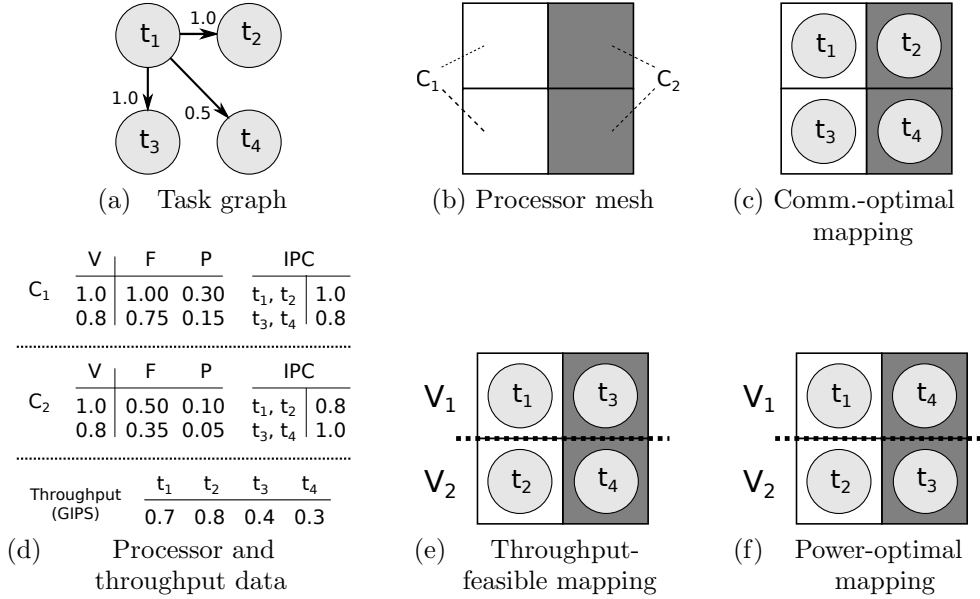 t1 1.0 t2
1.0 0.5
t3 t4
(a) Task graph
C1 C2
(b) Processor mesh
t1 t2
t3 t4
(c) Comm.-optimal
mapping
V F P IPC
C1 1.0 1.00 0.30 t1, t2 1.0
0.8 0.75 0.15 t3, t4 0.8
V F P IPC
C2 1.0 0.50 0.10 t1, t2 0.8
0.8 0.35 0.05 t3, t4 1.0
t1 t2 t3 t4
Throughput
(GIPS) 0.7 0.8 0.4 0.3
(d) Processor and
throughput data
V1 t1 t3
V2 t2 t4
(e) Throughput-
feasible mapping
V1 t1 t4
V2 t2 t3
(f) Power-optimal
mapping